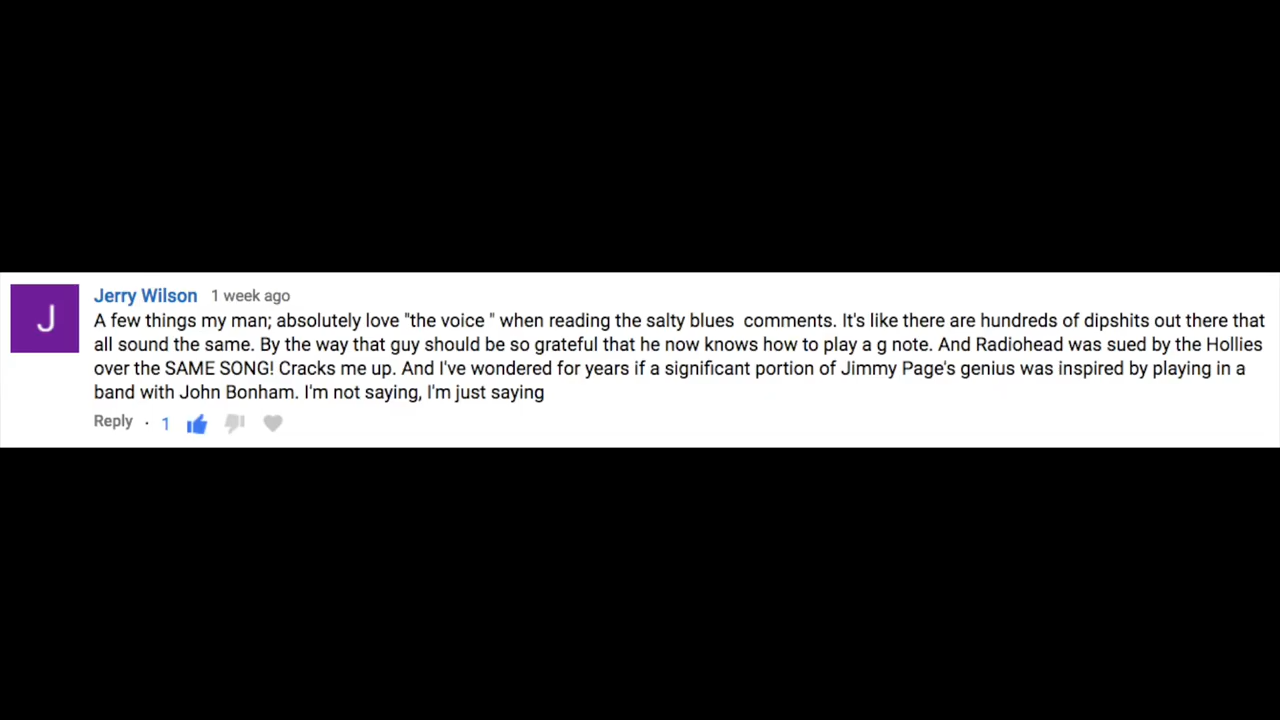 J
Jerry Wilson 1 week ago
A few things my man; absolutely love "the voice " when reading the salty blues  comments. It's like there are hundreds of dipshits out there that
all sound the same. By the way that guy should be so grateful that he now knows how to play a g note. And Radiohead was sued by the Hollies
over the SAME SONG! Cracks me up. And I've wondered for years if a significant portion of Jimmy Page's genius was inspired by playing in a
band with John Bonham. I'm not saying, I'm just saying
Reply · 1